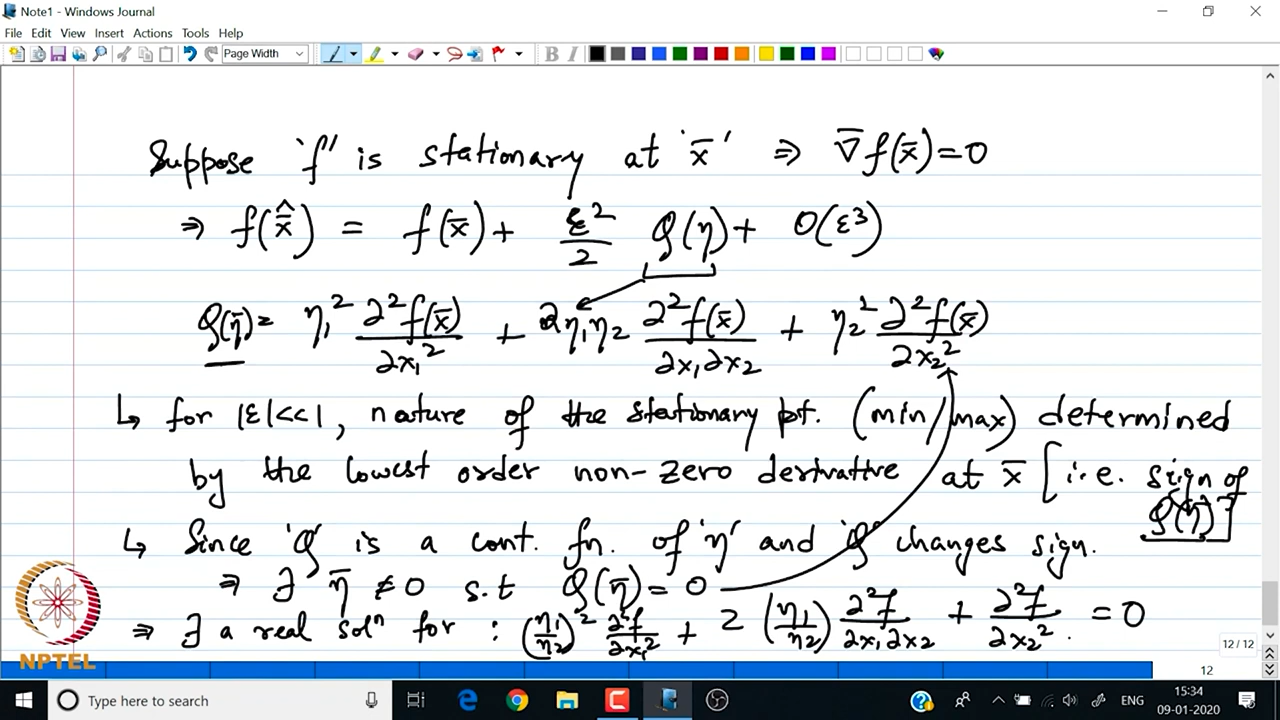 Note1 - Windows Journal
File Edit View Insert Actions Tools Help
Page Width
B I
Suppose 'f' is stationary at 'x̄' ⇒ ∇̄f(x̄)=0
⇒ f(x̄̂) = f(x̄) + ε²/2 Q(η) + O(ε³)
Q(η̄) = η₁² ∂²f(x̄)/∂x₁² + 2η₁η₂ ∂²f(x̄)/∂x₁∂x₂ + η₂² ∂²f(x̄)/∂x₂²
↳ for |ε|<<1, nature of the stationary pt. (min/max) determined
by the lowest order non-zero derivative at x̄ [i.e. sign of
Q(η̄)]
↳ Since 'Q' is a cont. fn. of 'η' and 'Q' changes sign.
⇒ ∃ η̄ ≠0 s.t Q(η̄) = 0
⇒ ∃ a real solⁿ for : (η₁/η₂)² ∂²f/∂x₁² + 2 (η₁/η₂) ∂²f/∂x₁∂x₂ + ∂²f/∂x₂² = 0
NPTEL
12/12
12
Type here to search
ENG
15:34
09-01-2020